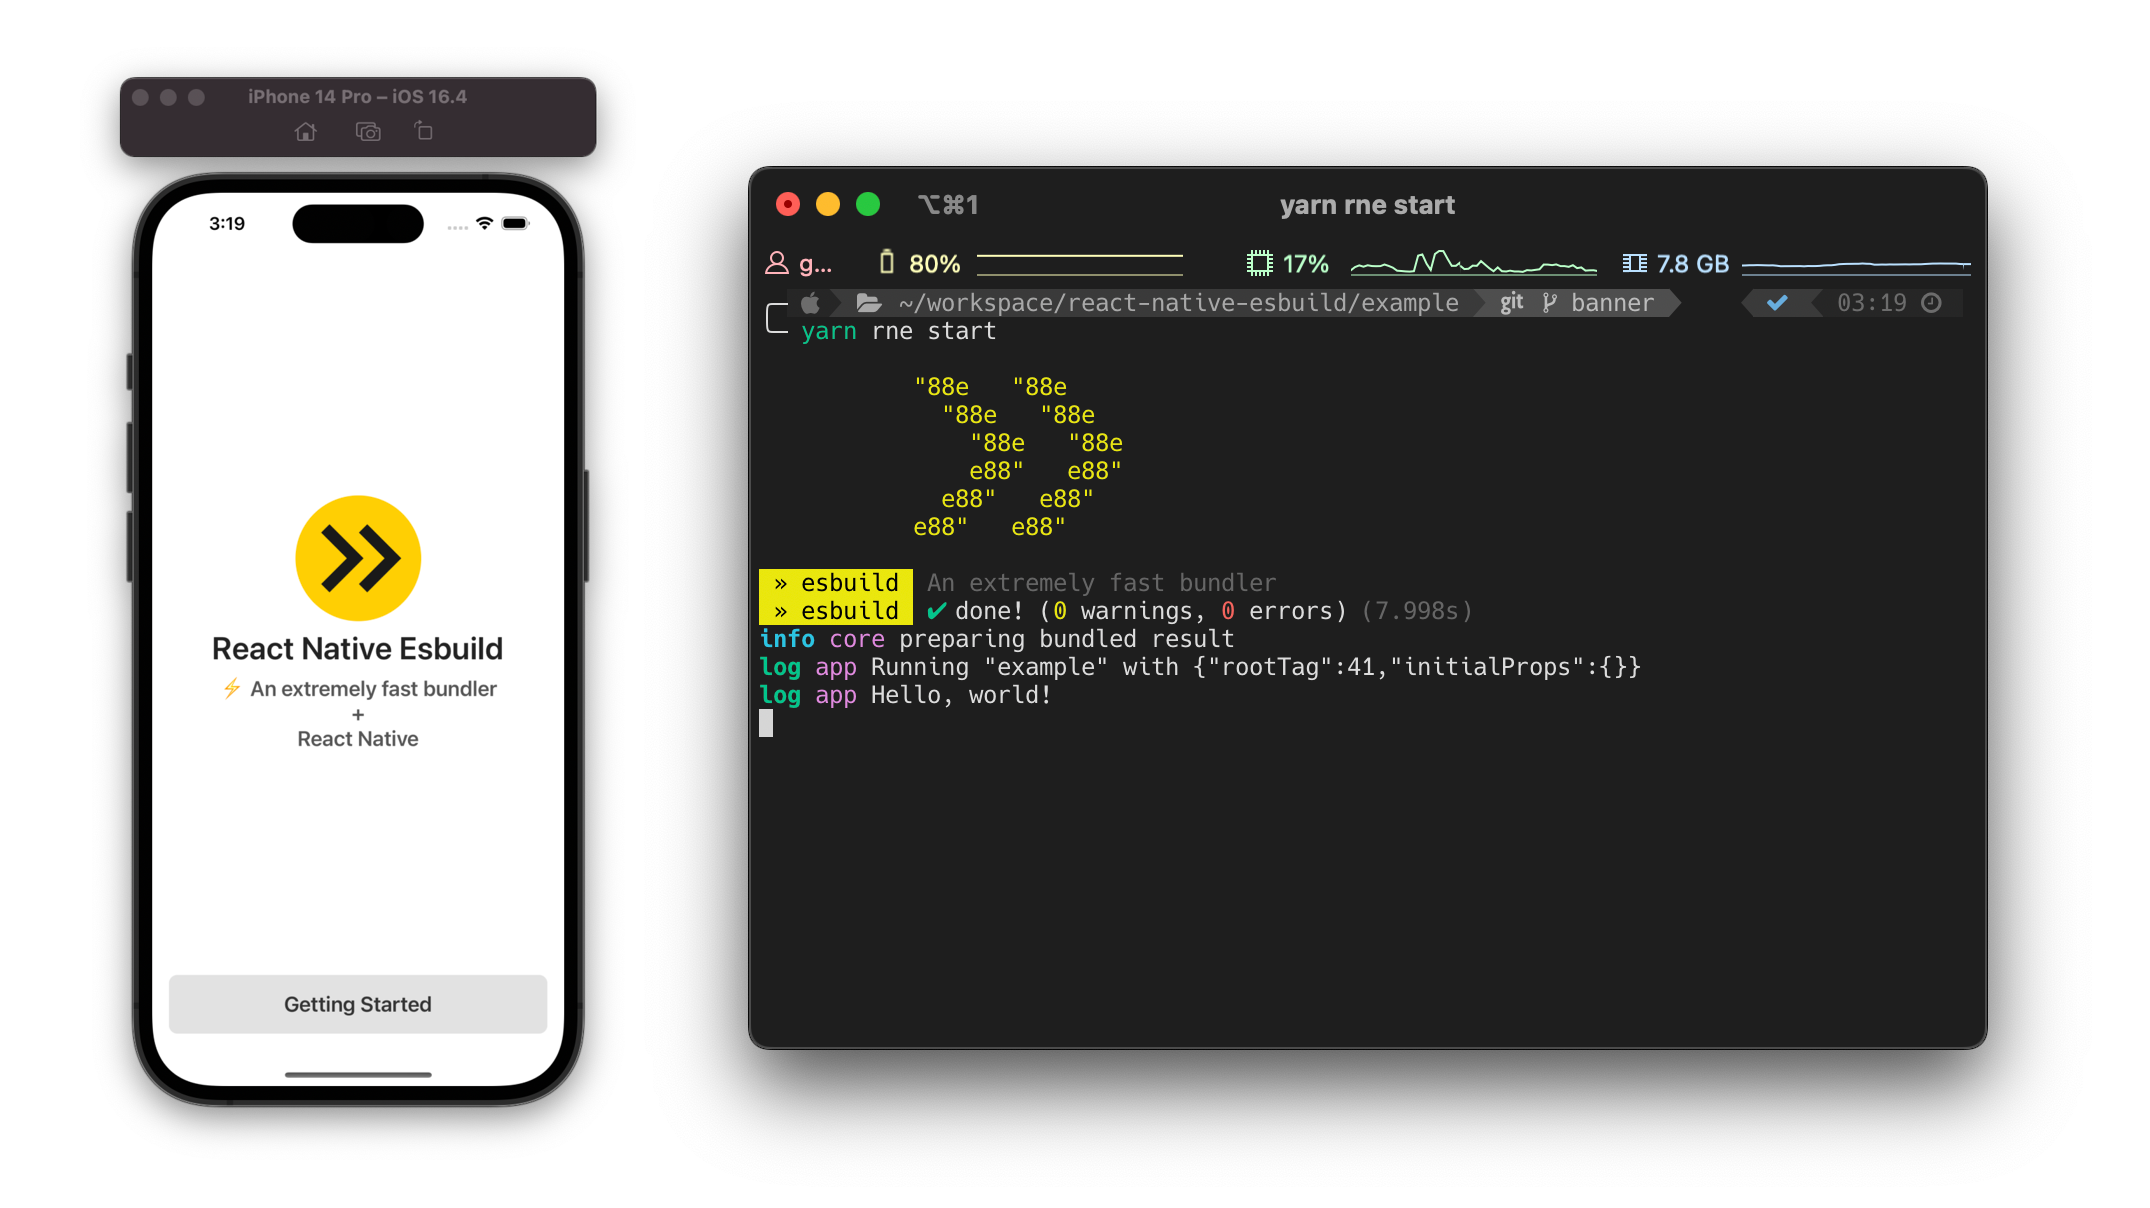 iPhone 14 Pro – iOS 16.4
3:19
React Native Esbuild
⚡ An extremely fast bundler
+
React Native
Getting Started
⌥⌘1 yarn rne start
g... 80% 17% 7.8 GB
~/workspace/react-native-esbuild/example git banner ✔ 03:19
yarn rne start
"88e   "88e
  "88e   "88e
    "88e   "88e
    e88"   e88"
  e88"   e88"
e88"   e88"
» esbuild An extremely fast bundler
» esbuild ✔ done! (0 warnings, 0 errors) (7.998s)
info core preparing bundled result
log app Running "example" with {"rootTag":41,"initialProps":{}}
log app Hello, world!